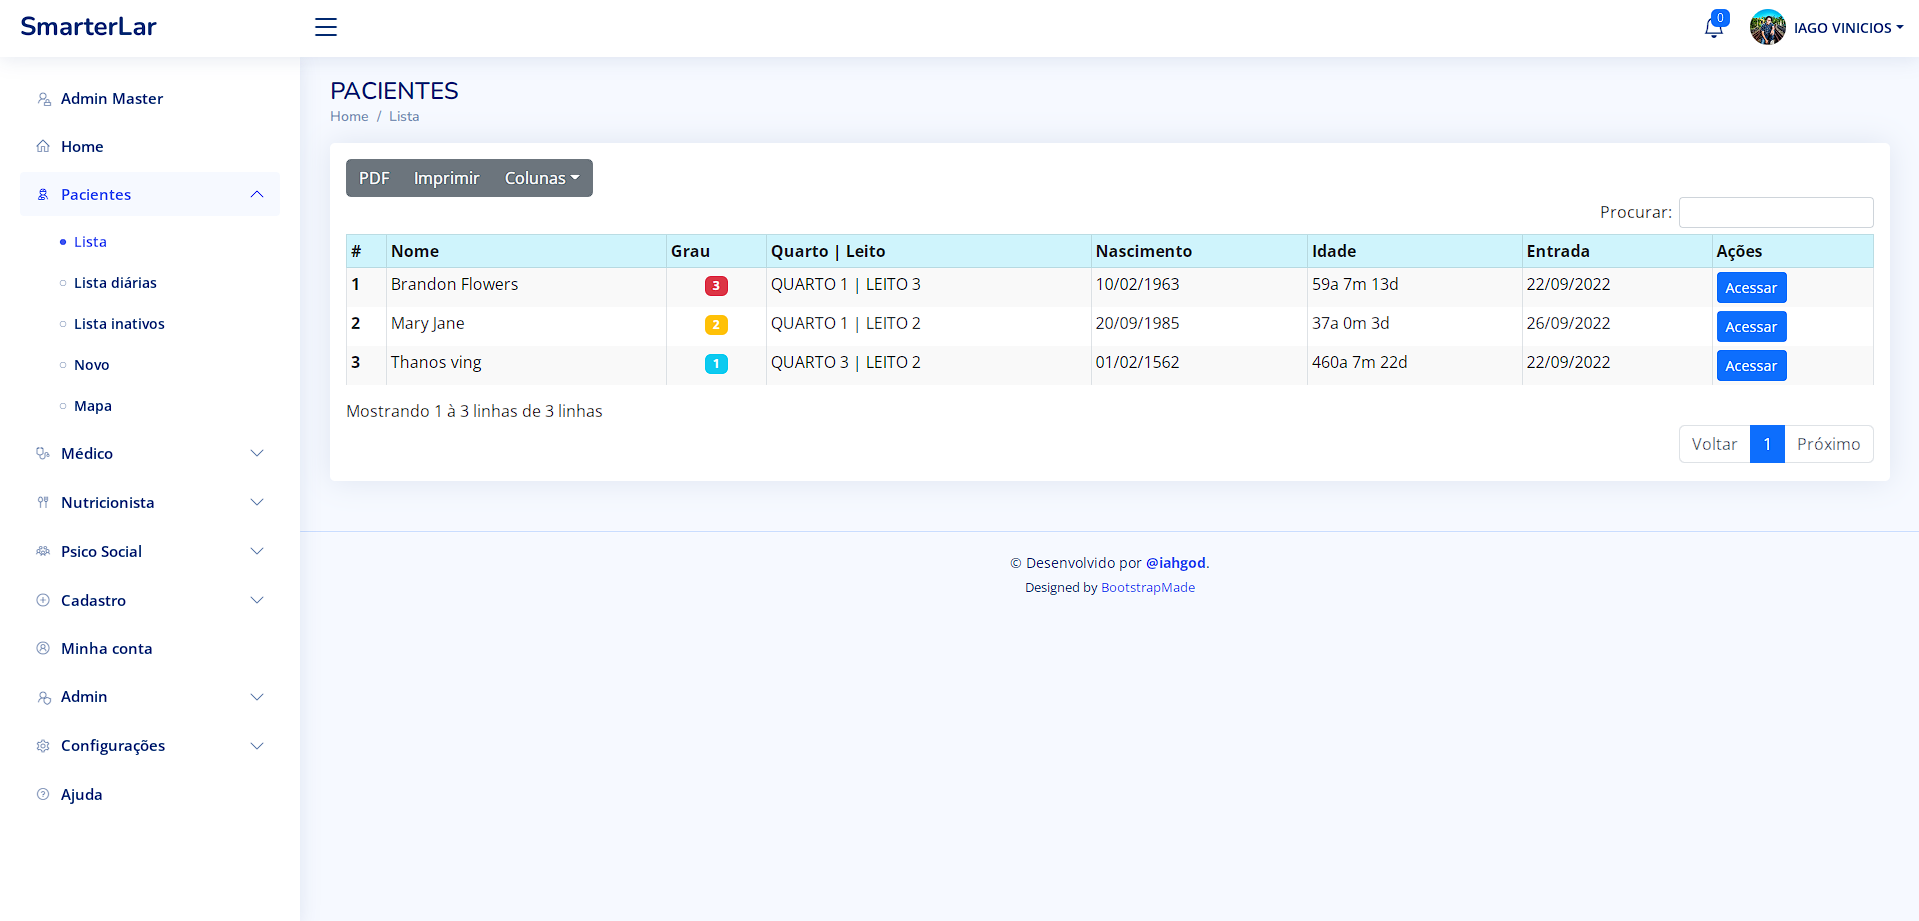 SmarterLar
0
IAGO VINICIOS
Admin Master
Home
Pacientes
Lista
Lista diárias
Lista inativos
Novo
Mapa
Médico
Nutricionista
Psico Social
Cadastro
Minha conta
Admin
Configurações
Ajuda
PACIENTES
Home / Lista
PDF Imprimir Colunas
Procurar:
# Nome Grau Quarto | Leito Nascimento Idade Entrada Ações
1 Brandon Flowers 3 QUARTO 1 | LEITO 3 10/02/1963 59a 7m 13d 22/09/2022 Acessar
2 Mary Jane 2 QUARTO 1 | LEITO 2 20/09/1985 37a 0m 3d 26/09/2022 Acessar
3 Thanos ving 1 QUARTO 3 | LEITO 2 01/02/1562 460a 7m 22d 22/09/2022 Acessar
Mostrando 1 à 3 linhas de 3 linhas
Voltar 1 Próximo
© Desenvolvido por @iahgod.
Designed by BootstrapMade